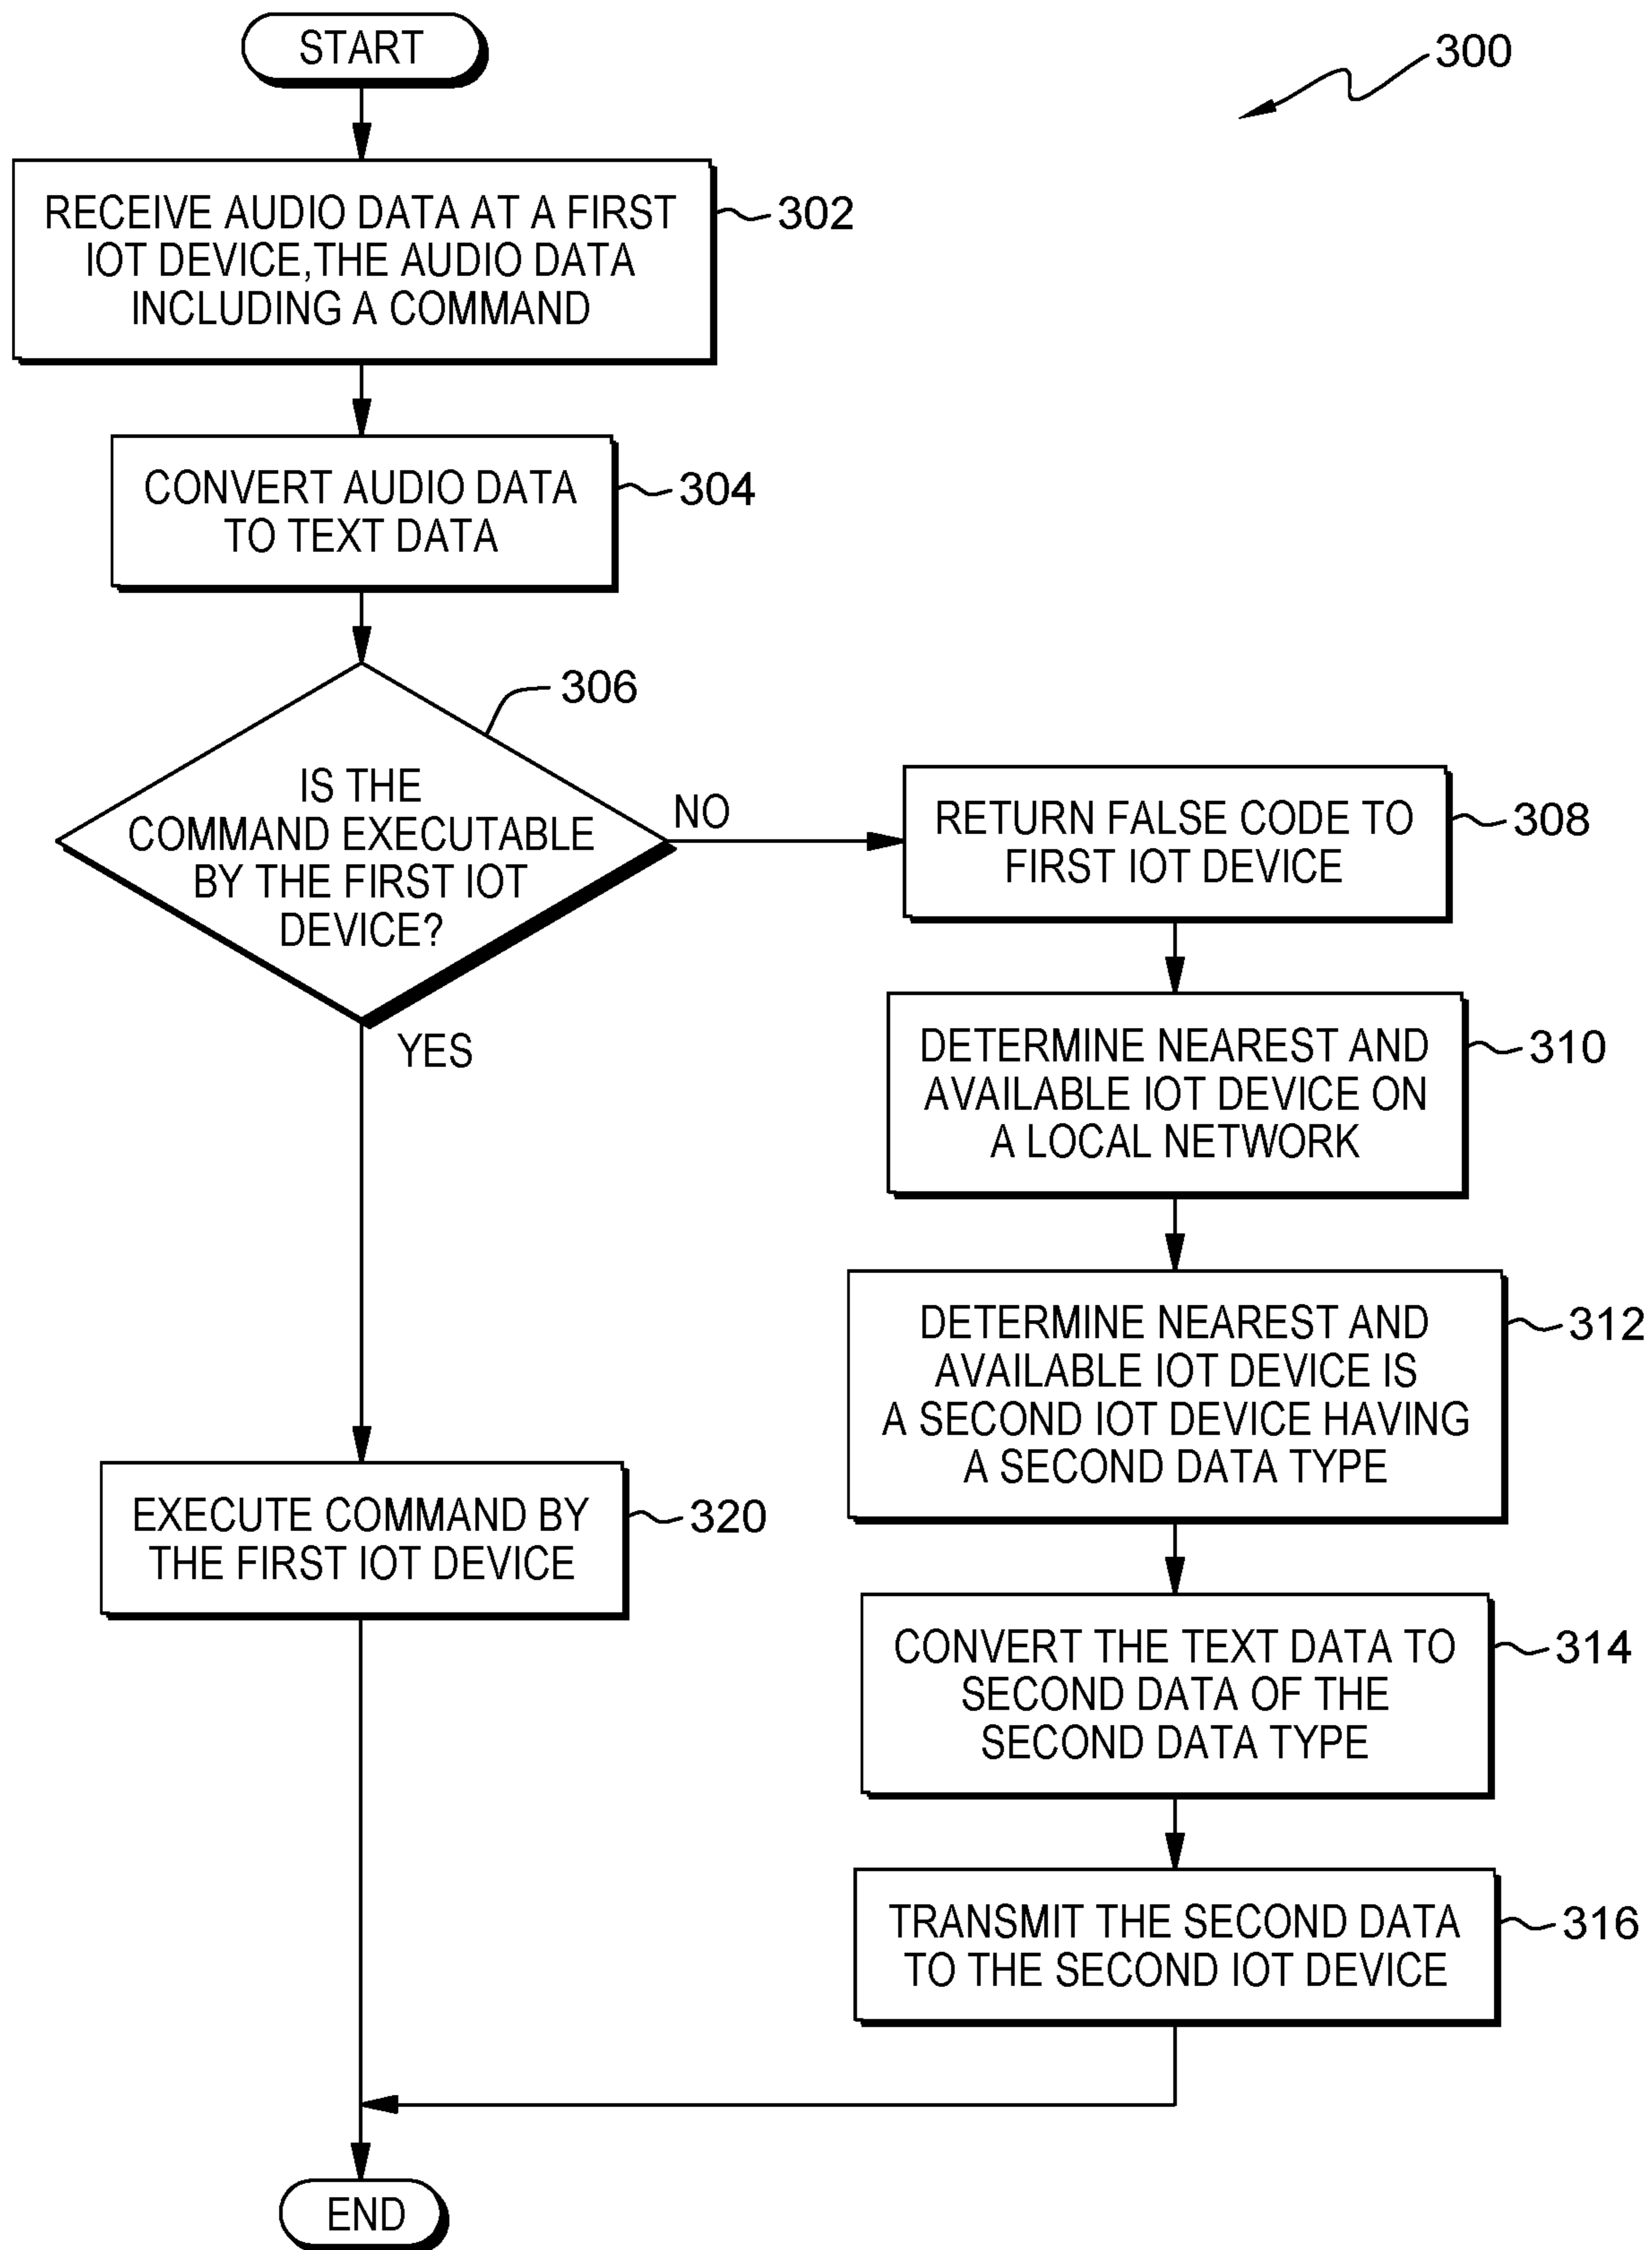 START
300
RECEIVE AUDIO DATA AT A FIRST
IOT DEVICE,THE AUDIO DATA
INCLUDING A COMMAND
302
CONVERT AUDIO DATA
TO TEXT DATA
304
306
IS THE
COMMAND EXECUTABLE
BY THE FIRST IOT
DEVICE?
NO
YES
RETURN FALSE CODE TO
FIRST IOT DEVICE
308
DETERMINE NEAREST AND
AVAILABLE IOT DEVICE ON
A LOCAL NETWORK
310
DETERMINE NEAREST AND
AVAILABLE IOT DEVICE IS
A SECOND IOT DEVICE HAVING
A SECOND DATA TYPE
312
EXECUTE COMMAND BY
THE FIRST IOT DEVICE
320
CONVERT THE TEXT DATA TO
SECOND DATA OF THE
SECOND DATA TYPE
314
TRANSMIT THE SECOND DATA
TO THE SECOND IOT DEVICE
316
END